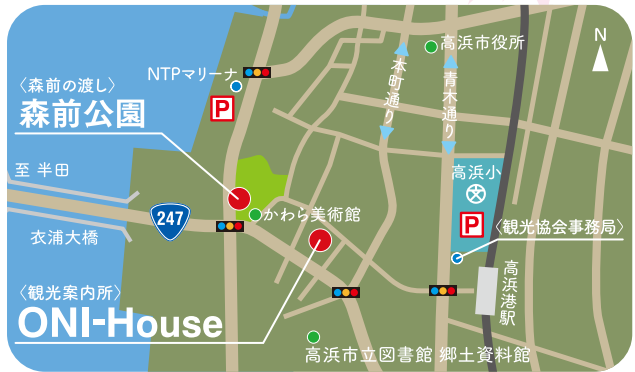 N
高浜市役所
NTPマリーナ
本町通り
青木通り
〈森前の渡し〉
森前公園
P
至 半田
高浜小
247
かわら美術館
P
〈観光協会事務局〉
衣浦大橋
高浜港駅
〈観光案内所〉
ONI-House
高浜市立図書館 郷土資料館